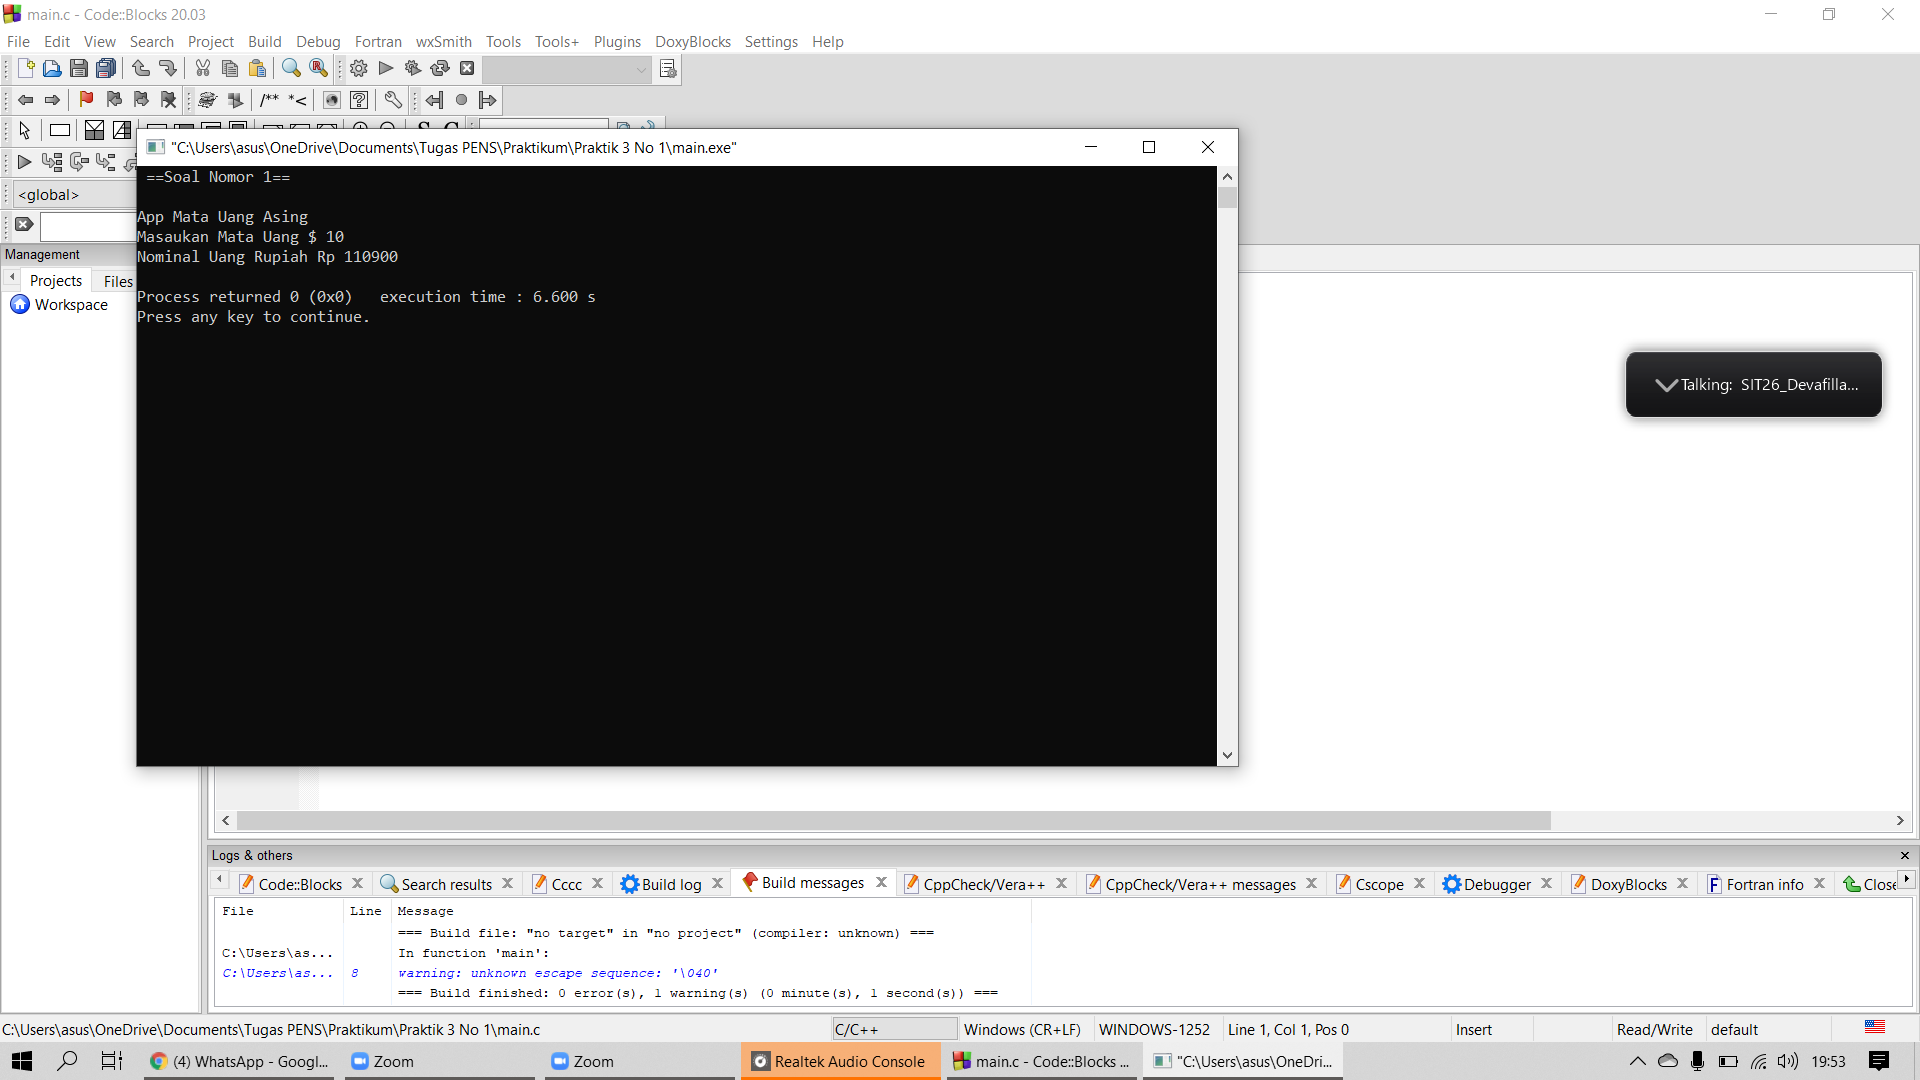 main.c - Code::Blocks 20.03
File Edit View Search Project Build Debug Fortran wxSmith Tools Tools+ Plugins DoxyBlocks Settings Help
/** *<
"C:\Users\asus\OneDrive\Documents\Tugas PENS\Praktikum\Praktik 3 No 1\main.exe"
<global>
==Soal Nomor 1==
App Mata Uang Asing
Masaukan Mata Uang $ 10
Nominal Uang Rupiah Rp 110900
Process returned 0 (0x0) execution time : 6.600 s
Press any key to continue.
Management
Projects Files
Workspace
Talking: SIT26_Devafilla...
Logs & others
Code::Blocks Search results Cccc Build log Build messages CppCheck/Vera++ CppCheck/Vera++ messages Cscope Debugger DoxyBlocks Fortran info Close
File Line Message
=== Build file: "no target" in "no project" (compiler: unknown) ===
C:\Users\as... In function 'main':
C:\Users\as... 8 warning: unknown escape sequence: '\040'
=== Build finished: 0 error(s), 1 warning(s) (0 minute(s), 1 second(s)) ===
C:\Users\asus\OneDrive\Documents\Tugas PENS\Praktikum\Praktik 3 No 1\main.c C/C++ Windows (CR+LF) WINDOWS-1252 Line 1, Col 1, Pos 0 Insert Read/Write default
(4) WhatsApp - Googl... Zoom Zoom Realtek Audio Console main.c - Code::Blocks ... "C:\Users\asus\OneDri... 19:53